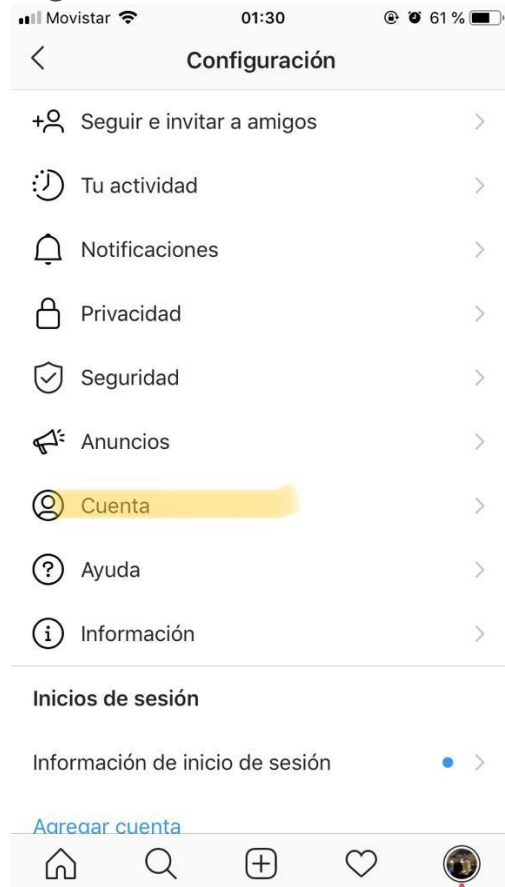 Movistar 01:30 61 %
Configuración
Seguir e invitar a amigos
Tu actividad
Notificaciones
Privacidad
Seguridad
Anuncios
Cuenta
Ayuda
Información
Inicios de sesión
Información de inicio de sesión
Agregar cuenta